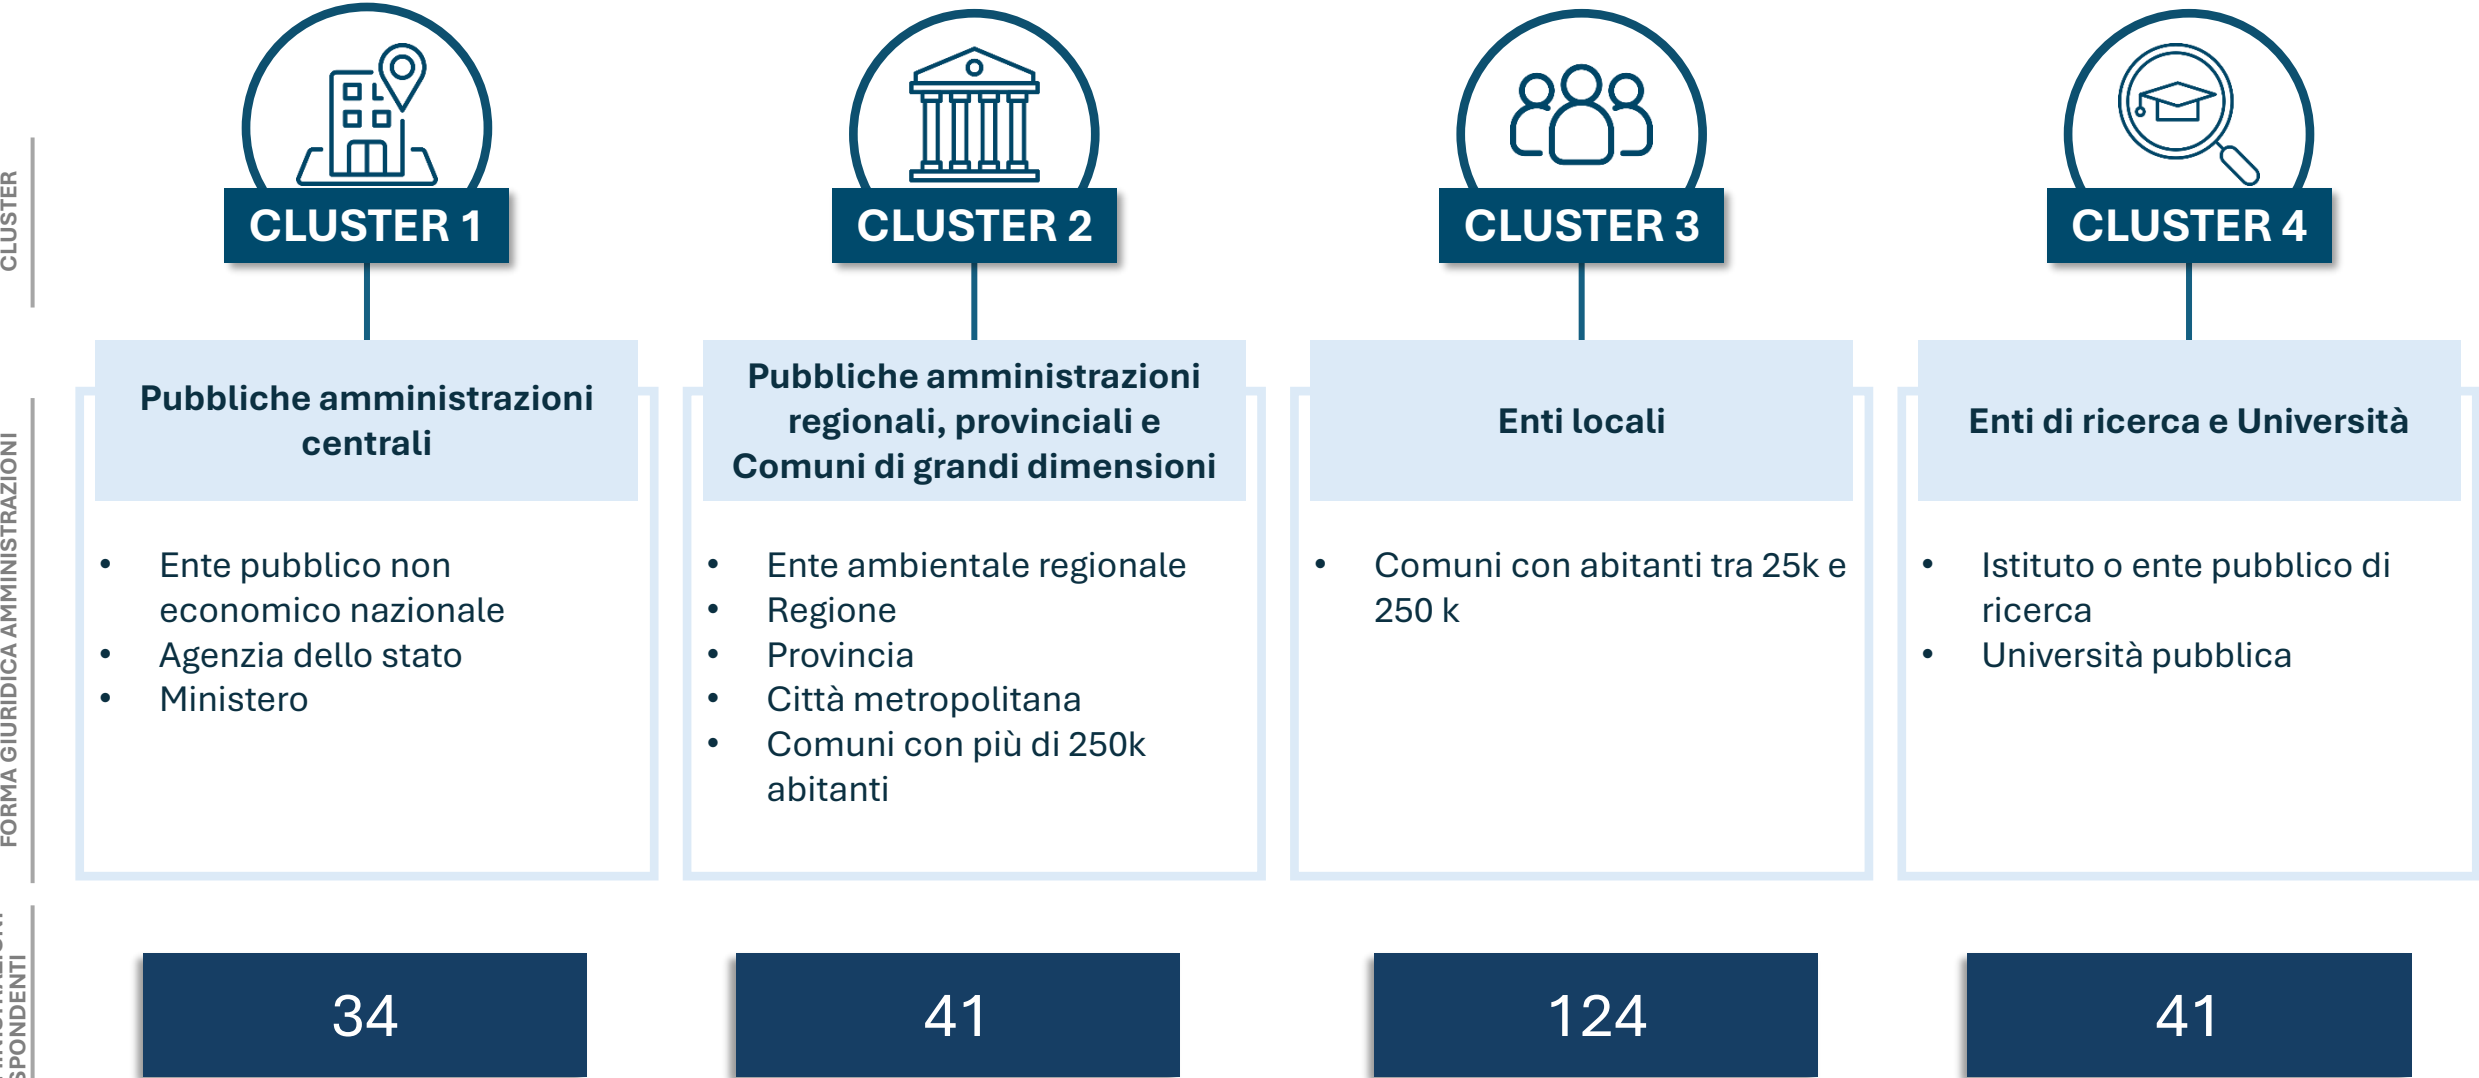 CLUSTER
CLUSTER 1
CLUSTER 2
CLUSTER 3
CLUSTER 4
FORMA GIURIDICA AMMINISTRAZIONI
Pubbliche amministrazioni
centrali
• Ente pubblico non
economico nazionale
• Agenzia dello stato
• Ministero
Pubbliche amministrazioni
regionali, provinciali e
Comuni di grandi dimensioni
• Ente ambientale regionale
• Regione
• Provincia
• Città metropolitana
• Comuni con più di 250k
abitanti
Enti locali
• Comuni con abitanti tra 25k e
250 k
Enti di ricerca e Università
• Istituto o ente pubblico di
ricerca
• Università pubblica
34
41
124
41